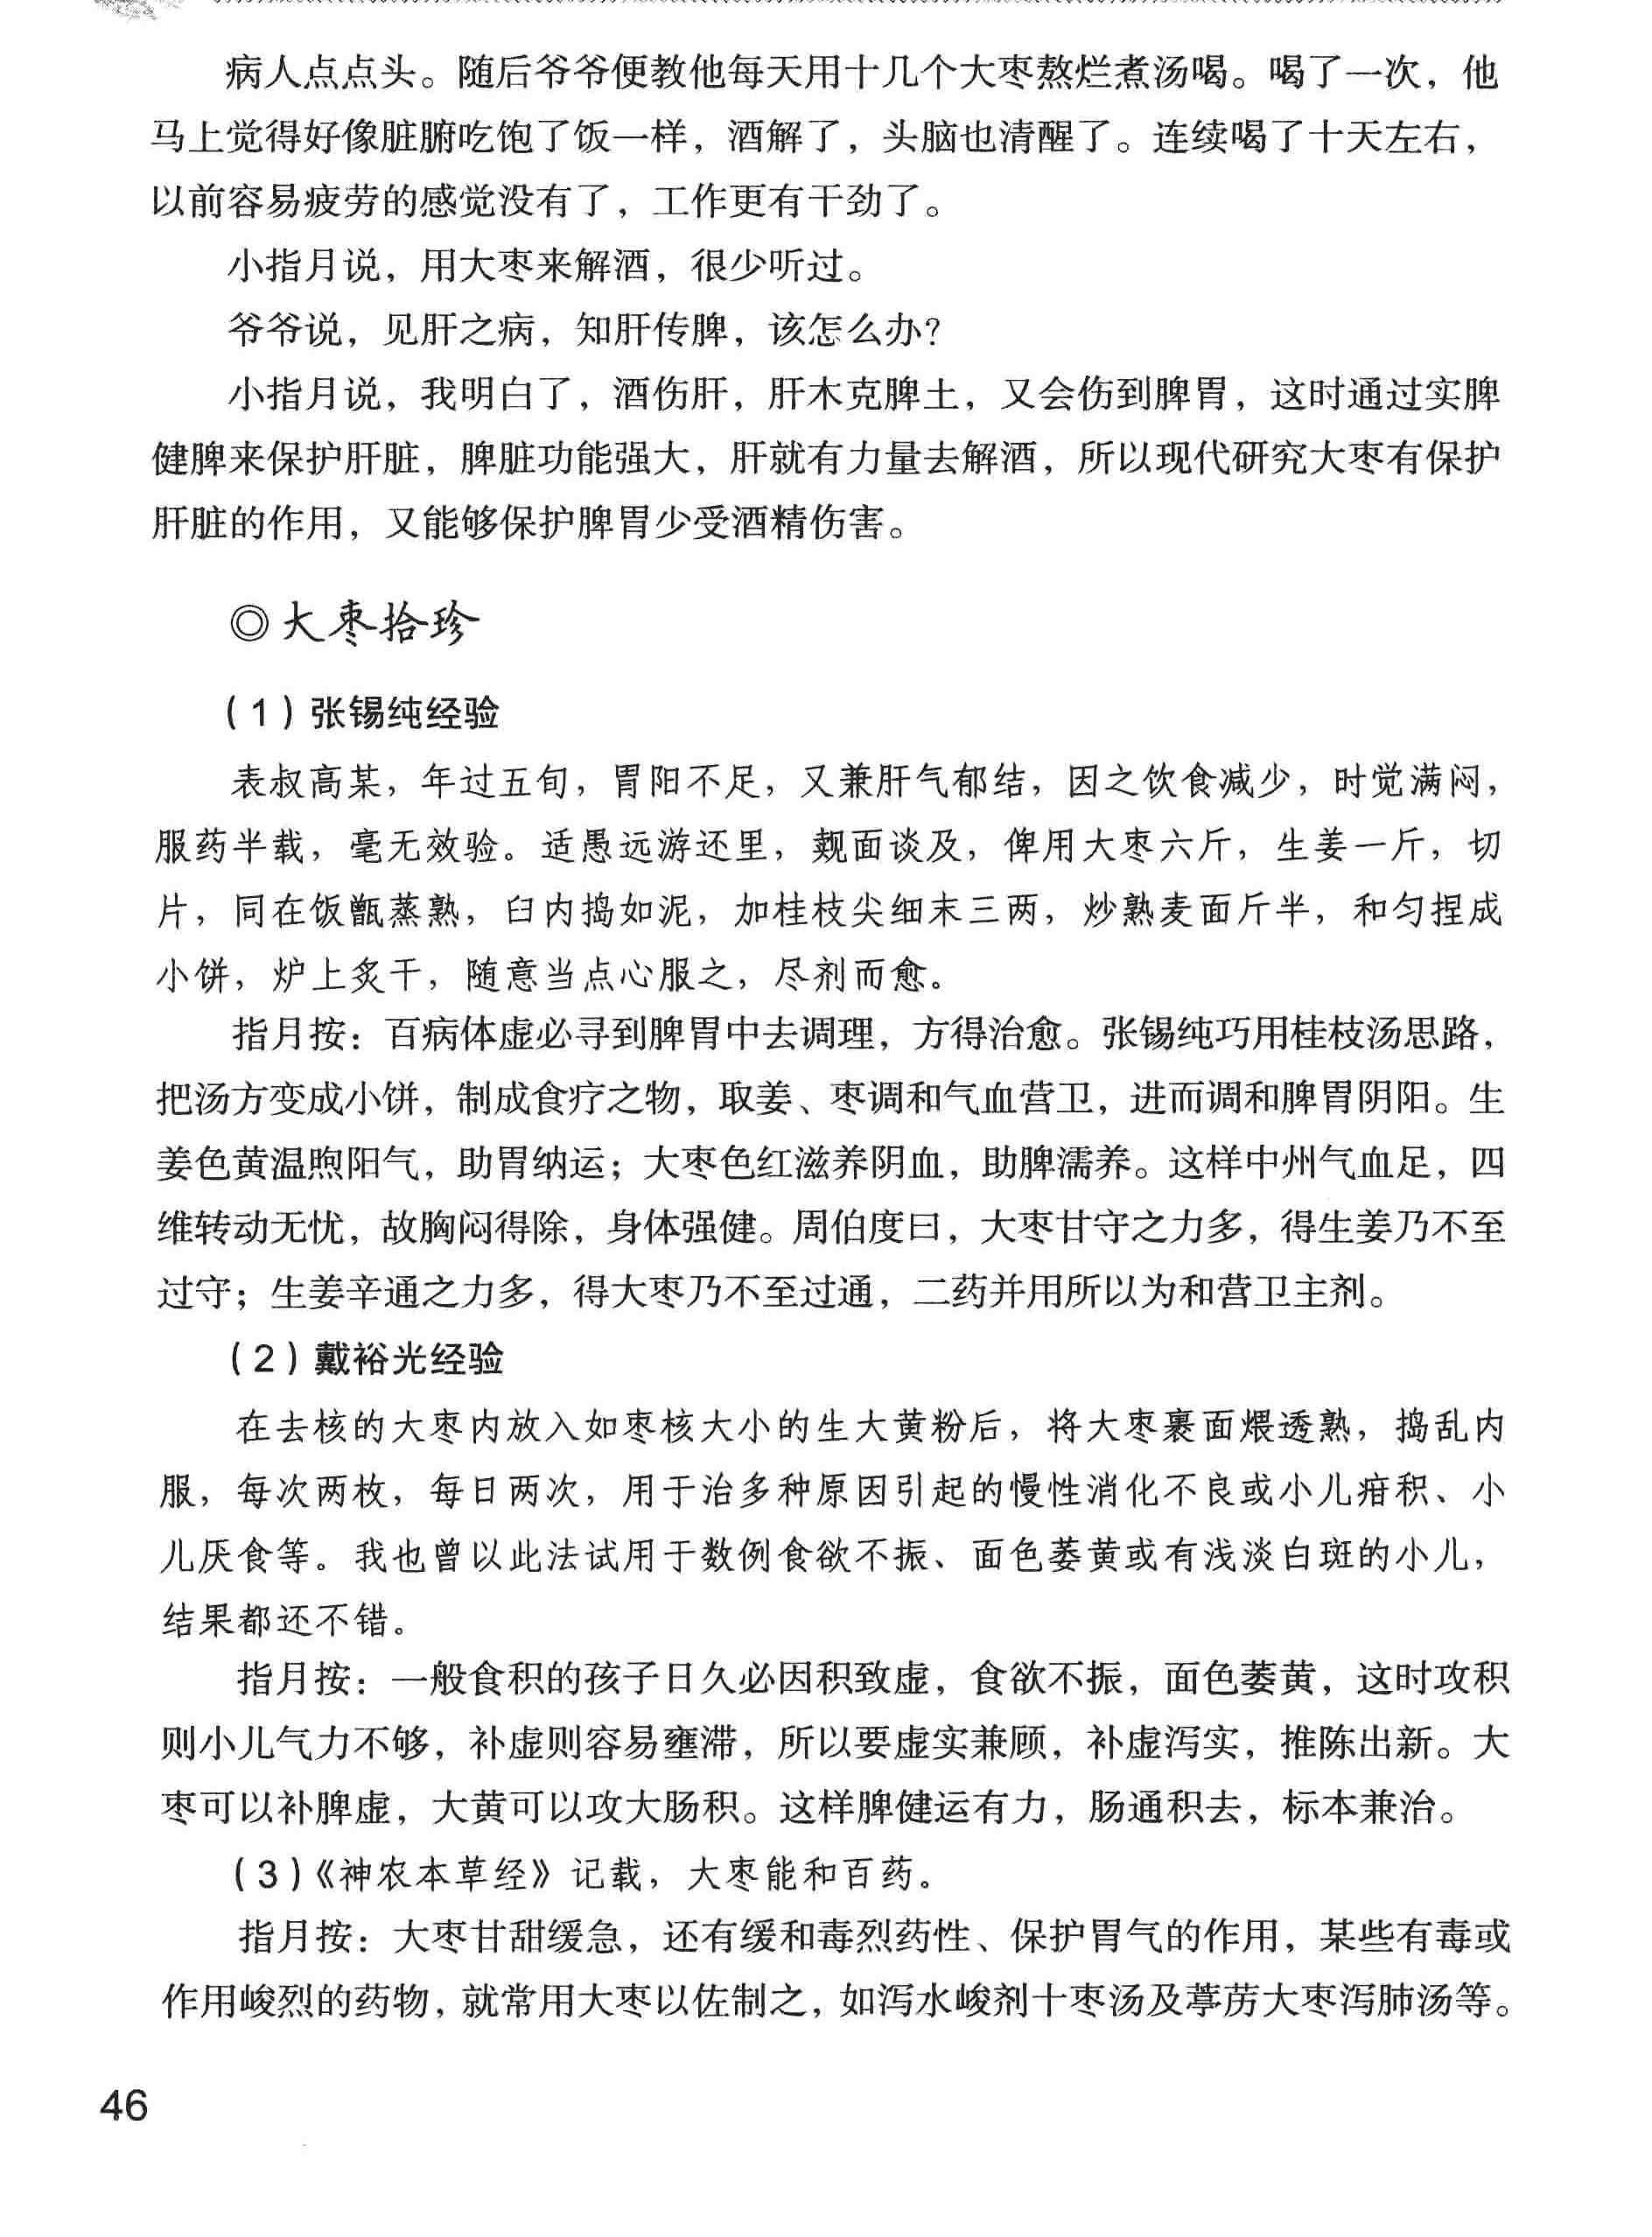 病人点点头。随后爷爷便教他每天用十几个大枣熬烂煮汤喝。喝了一次，他
马上觉得好像脏腑吃饱了饭一样，酒解了，头脑也清醒了。连续喝了十天左右，
以前容易疲劳的感觉没有了，工作更有干劲了。
小指月说，用大枣来解酒，很少听过。
爷爷说，见肝之病，知肝传脾，该怎么办？
小指月说，我明白了，酒伤肝，肝木克脾土，又会伤到脾胃，这时通过实脾
健脾来保护肝脏，脾脏功能强大，肝就有力量去解酒，所以现代研究大枣有保护
肝脏的作用，又能够保护脾胃少受酒精伤害。
◎大枣拾珍
（1）张锡纯经验
表叔高某，年过五旬，胃阳不足，又兼肝气郁结，因之饮食减少，时觉满闷，
服药半载，毫无效验。适愚远游还里，觌面谈及，俾用大枣六斤，生姜一斤，切
片，同在饭甑蒸熟，臼内捣如泥，加桂枝尖细末三两，炒熟麦面斤半，和匀捏成
小饼，炉上炙干，随意当点心服之，尽剂而愈。
指月按：百病体虚必寻到脾胃中去调理，方得治愈。张锡纯巧用桂枝汤思路，
把汤方变成小饼，制成食疗之物，取姜、枣调和气血营卫，进而调和脾胃阴阳。生
姜色黄温煦阳气，助胃纳运；大枣色红滋养阴血，助脾濡养。这样中州气血足，四
维转动无忧，故胸闷得除，身体强健。周伯度曰，大枣甘守之力多，得生姜乃不至
过守；生姜辛通之力多，得大枣乃不至过通，二药并用所以为和营卫主剂。
（2）戴裕光经验
在去核的大枣内放入如枣核大小的生大黄粉后，将大枣裹面煨透熟，捣乱内
服，每次两枚，每日两次，用于治多种原因引起的慢性消化不良或小儿疳积、小
儿厌食等。我也曾以此法试用于数例食欲不振、面色萎黄或有浅淡白斑的小儿，
结果都还不错。
指月按：一般食积的孩子日久必因积致虚，食欲不振，面色萎黄，这时攻积
则小儿气力不够，补虚则容易壅滞，所以要虚实兼顾，补虚泻实，推陈出新。大
枣可以补脾虚，大黄可以攻大肠积。这样脾健运有力，肠通积去，标本兼治。
（3）《神农本草经》记载，大枣能和百药。
指月按：大枣甘甜缓急，还有缓和毒烈药性、保护胃气的作用，某些有毒或
作用峻烈的药物，就常用大枣以佐制之，如泻水峻剂十枣汤及葶苈大枣泻肺汤等。
46